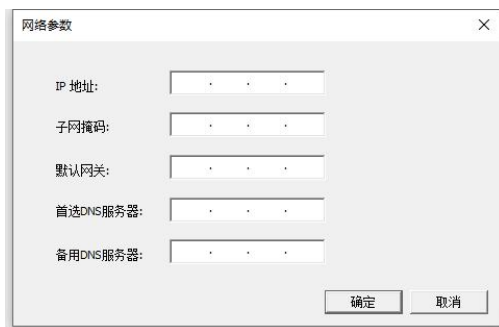 网络参数
IP 地址:
子网掩码:
默认网关:
首选DNS服务器:
备用DNS服务器:
确定 取消